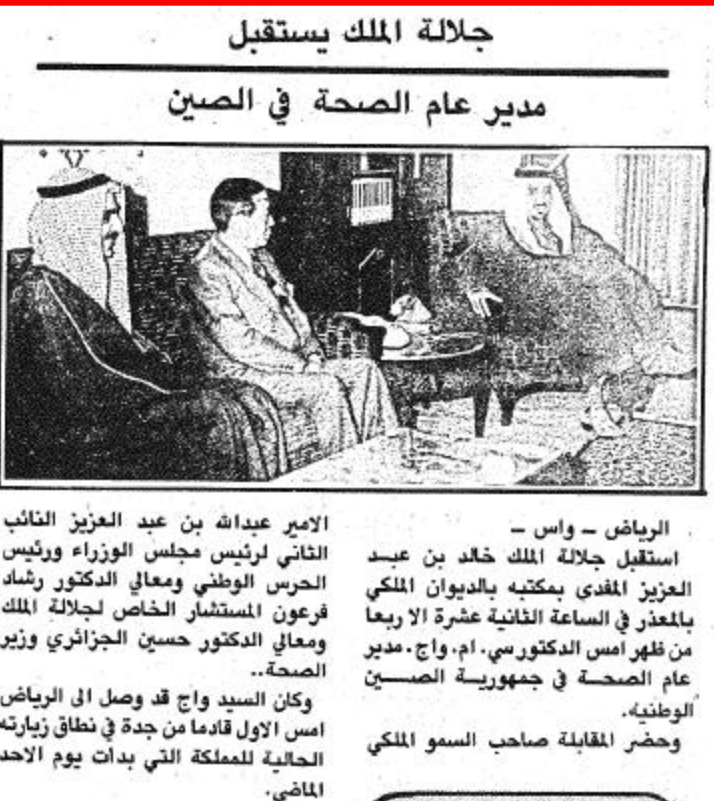 جلالة الملك يستقبل
مدير عام الصحة في الصين
الرياض – واس –
استقبل جلالة الملك خالد بن عبد
العزيز المفدي بمكتبه بالديوان الملكي
بالمعذر في الساعة الثانية عشرة الا ربعا
من ظهر امس الدكتور سي. ام. واج. مدير
عام الصحة في جمهورية الصين
الوطنيه.
وحضر المقابلة صاحب السمو الملكي
الامير عبدالله بن عبد العزيز النائب
الثاني لرئيس مجلس الوزراء ورئيس
الحرس الوطني ومعالي الدكتور رشاد
فرعون المستشار الخاص لجلالة الملك
ومعالي الدكتور حسين الجزائري وزير
الصحة..
وكان السيد واج قد وصل الى الرياض
امس الاول قادما من جدة في نطاق زيارته
الحالية للمملكة التي بدأت يوم الاحد
الماضي.